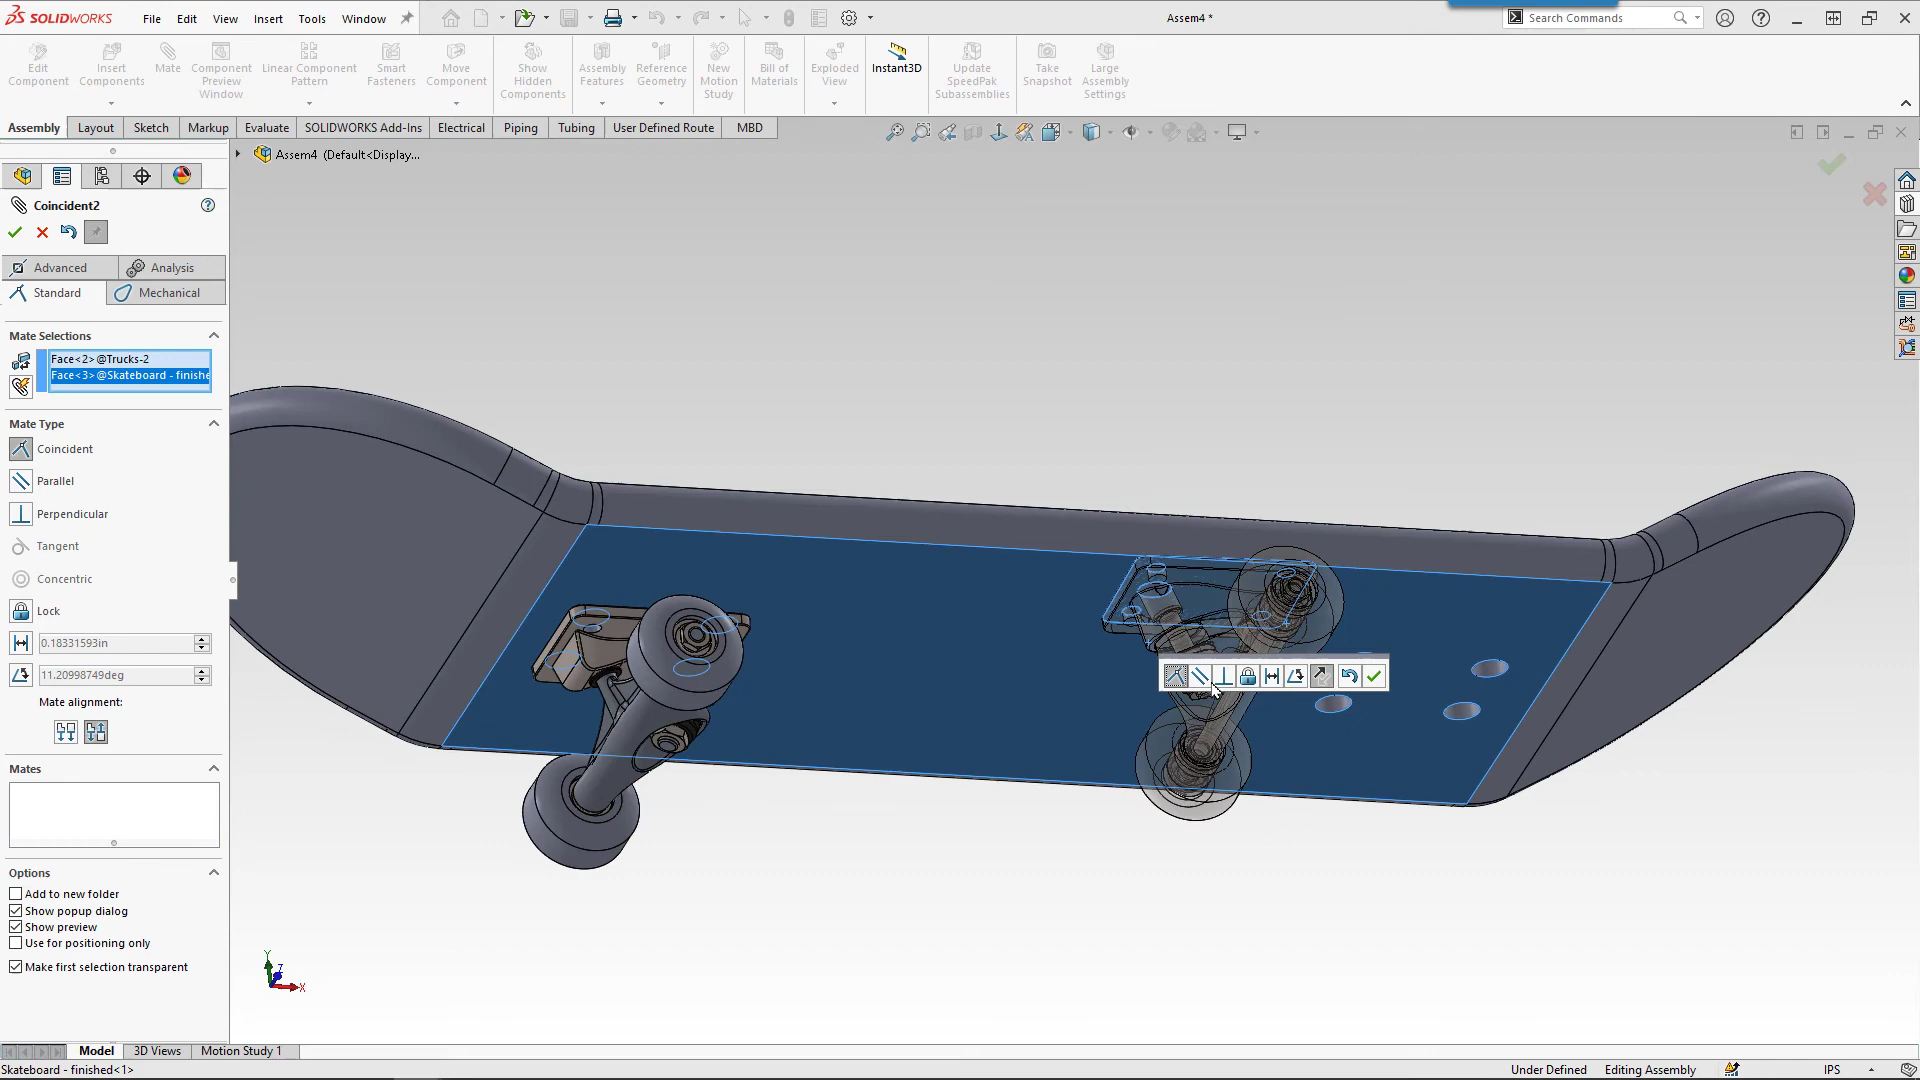 SOLIDWORKS
File Edit View Insert Tools Window
Assem4 *
Search Commands
Edit Component
Insert Components
Mate
Component Preview Window
Linear Component Pattern
Smart Fasteners
Move Component
Show Hidden Components
Assembly Features
Reference Geometry
New Motion Study
Bill of Materials
Exploded View
Instant3D
Update SpeedPak Subassemblies
Take Snapshot
Large Assembly Settings
Assembly Layout Sketch Markup Evaluate SOLIDWORKS Add-Ins Electrical Piping Tubing User Defined Route MBD
Assem4 (Default<Display...
Coincident2
Advanced Analysis
Standard Mechanical
Mate Selections
Face<2>@Trucks-2
Face<3>@Skateboard - finishe
Mate Type
Coincident
Parallel
Perpendicular
Tangent
Concentric
Lock
0.18331593in
11.20998749deg
Mate alignment:
Mates
Options
Add to new folder
Show popup dialog
Show preview
Use for positioning only
Make first selection transparent
Y
Z
X
Model 3D Views Motion Study 1
Skateboard - finished<1>
Under Defined Editing Assembly IPS